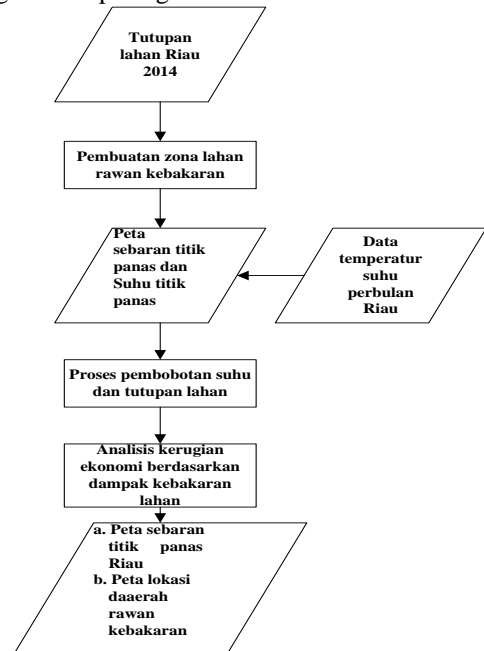 Tutupan
lahan Riau
2014
Pembuatan zona lahan
rawan kebakaran
Peta
sebaran titik
panas dan
Suhu titik
panas
Data
temperatur
suhu
perbulan
Riau
Proses pembobotan suhu
dan tutupan lahan
Analisis kerugian
ekonomi berdasarkan
dampak kebakaran
lahan
a. Peta sebaran
titik panas
Riau
b. Peta lokasi
daaerah
rawan
kebakaran